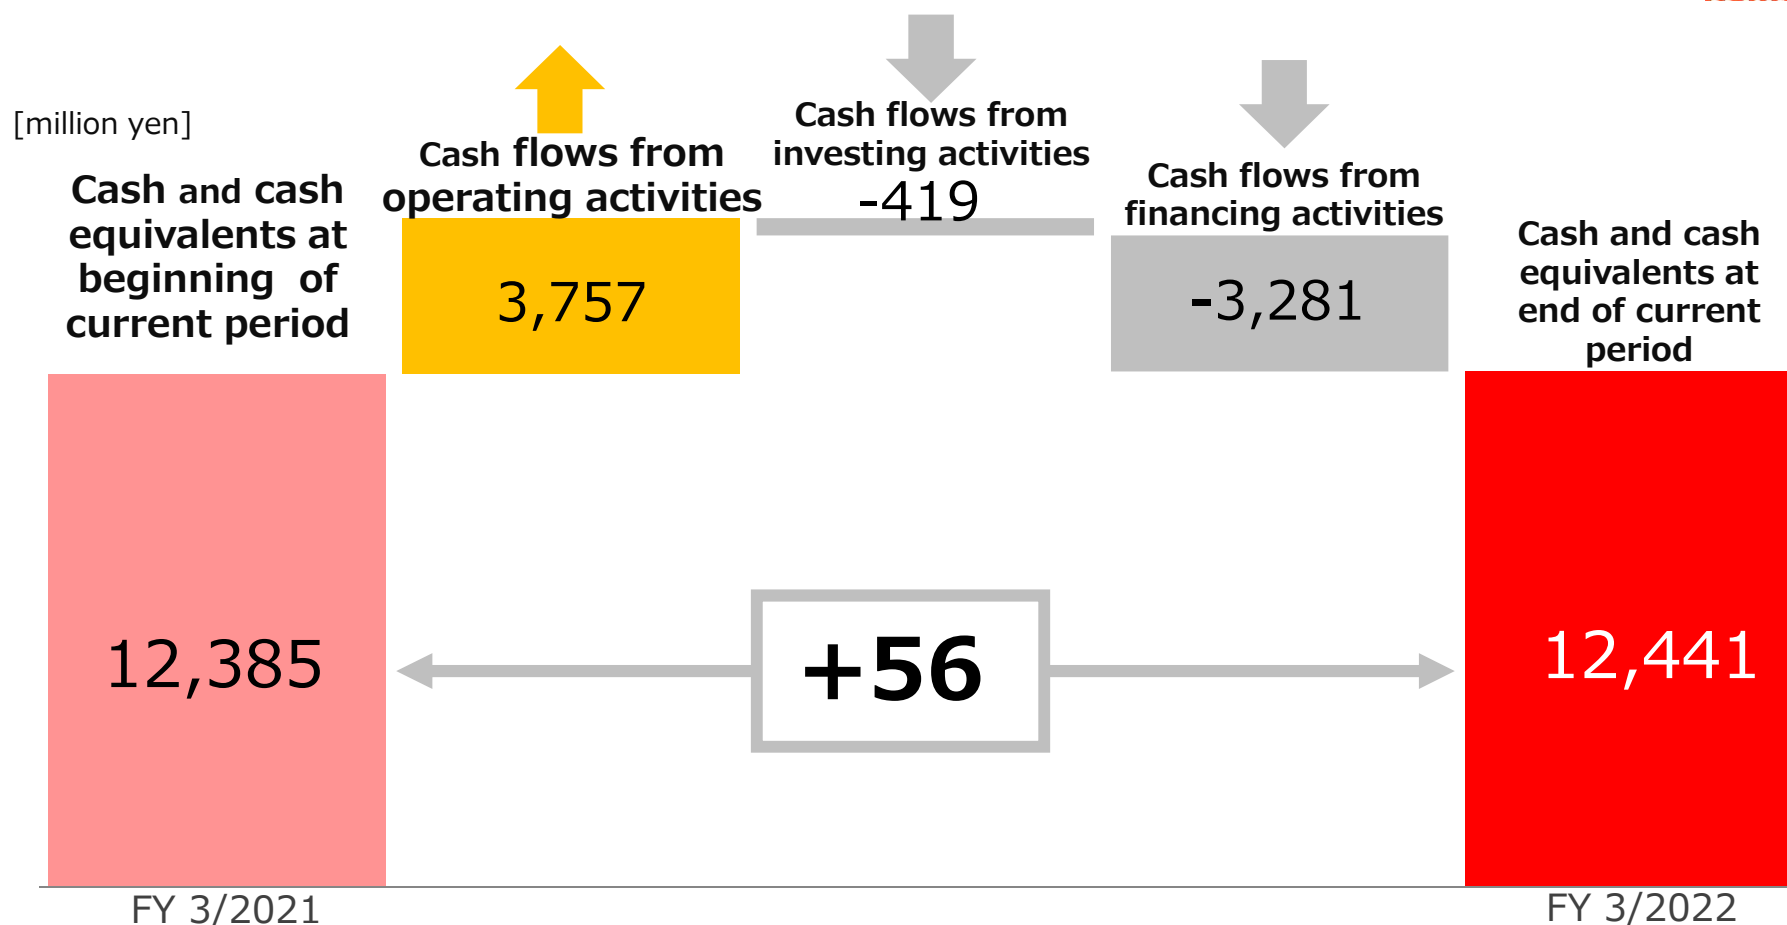 [million yen]
Cash and cash
equivalents at
beginning of
current period
12,385
FY 3/2021
Cash flows from
operating activities
3,757
Cash flows from
investing activities
-419
Cash flows from
financing activities
-3,281
+56
Cash and cash
equivalents at
end of current
period
12,441
FY 3/2022